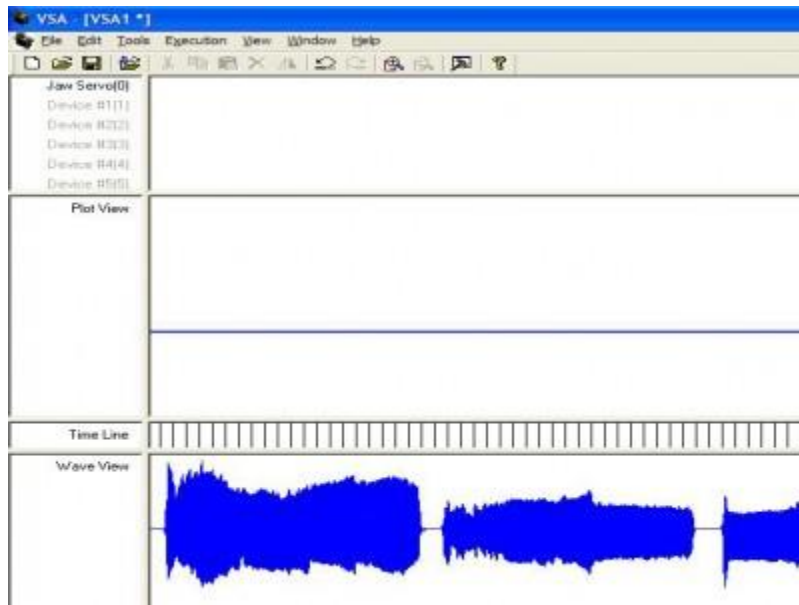 VSA - [VSA1 *]
File Edit Tools Execution View Window Help
Jaw Servo(0)
Device #1(1)
Device #2(2)
Device #3(3)
Device #4(4)
Device #5(5)
Plot View
Time Line
Wave View